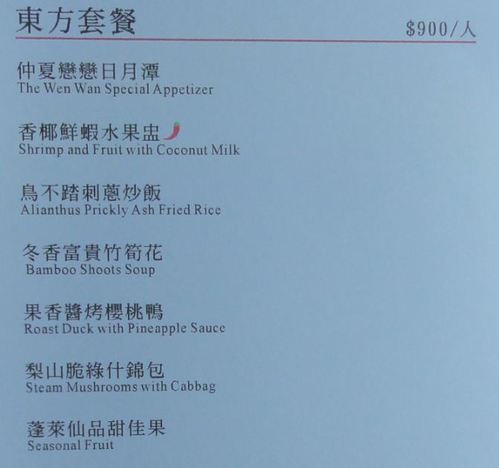 東方套餐 $900/人
仲夏戀戀日月潭
The Wen Wan Special Appetizer
香椰鮮蝦水果盅
Shrimp and Fruit with Coconut Milk
鳥不踏刺蔥炒飯
Alianthus Prickly Ash Fried Rice
冬香富貴竹筍花
Bamboo Shoots Soup
果香醬烤櫻桃鴨
Roast Duck with Pineapple Sauce
梨山脆綠什錦包
Steam Mushrooms with Cabbag
蓬萊仙品甜佳果
Seasonal Fruit